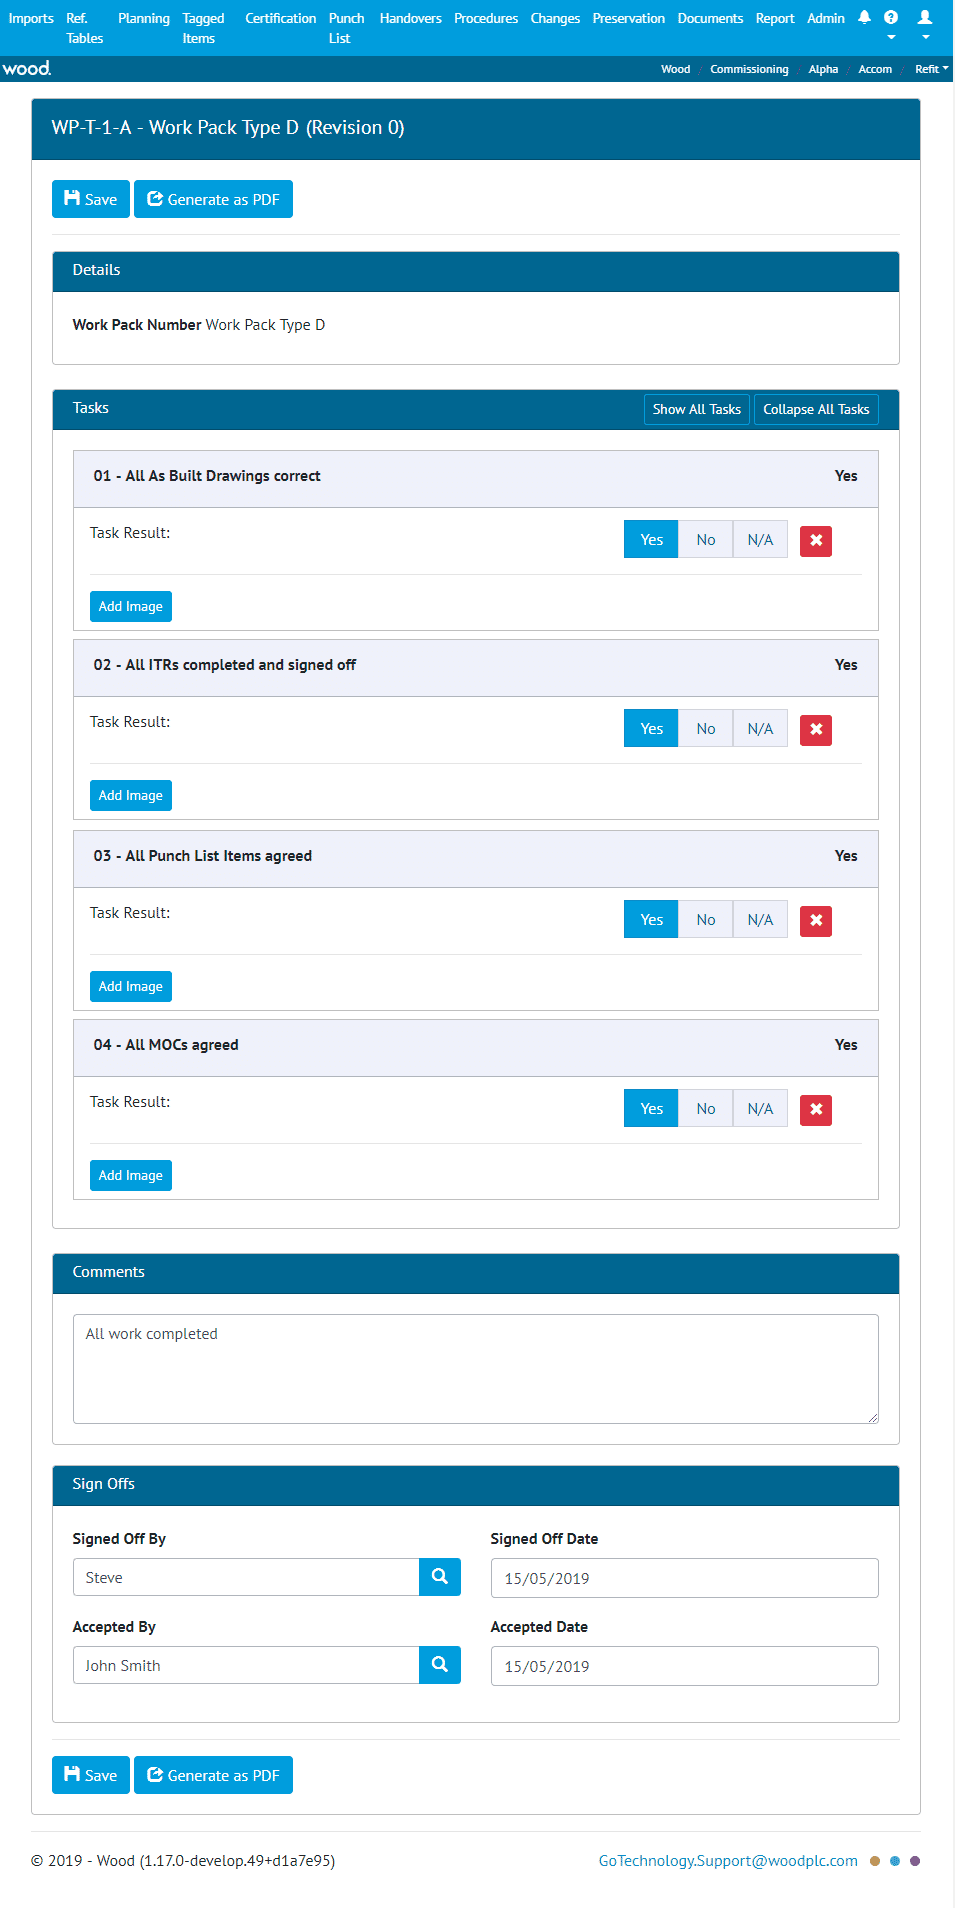 Imports Ref. Tables Planning Tagged Items Certification Punch List Handovers Procedures Changes Preservation Documents Report Admin
wood. Wood / Commissioning / Alpha / Accom / Refit
WP-T-1-A - Work Pack Type D (Revision 0)
Save Generate as PDF
Details
Work Pack Number Work Pack Type D
Tasks Show All Tasks Collapse All Tasks
01 - All As Built Drawings correct Yes
Task Result: Yes No N/A
Add Image
02 - All ITRs completed and signed off Yes
Task Result: Yes No N/A
Add Image
03 - All Punch List Items agreed Yes
Task Result: Yes No N/A
Add Image
04 - All MOCs agreed Yes
Task Result: Yes No N/A
Add Image
Comments
All work completed
Sign Offs
Signed Off By Signed Off Date
Steve 15/05/2019
Accepted By Accepted Date
John Smith 15/05/2019
Save Generate as PDF
© 2019 - Wood (1.17.0-develop.49+d1a7e95) GoTechnology.Support@woodplc.com